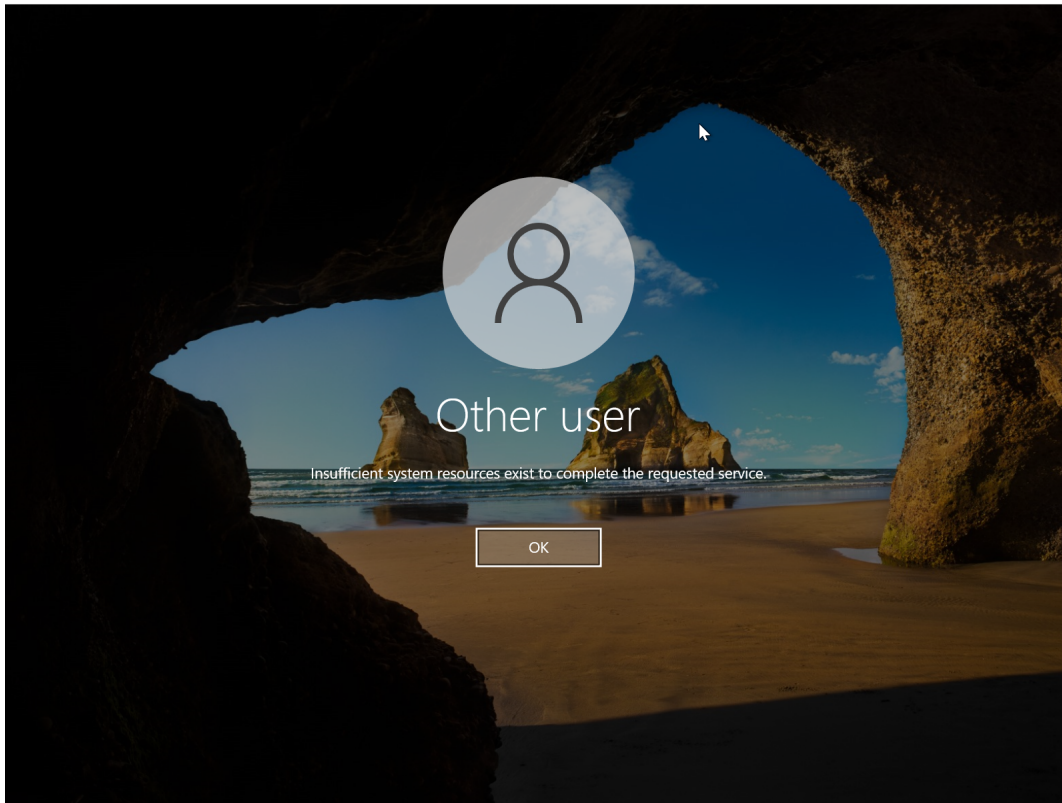 Other user
Insufficient system resources exist to complete the requested service.
OK